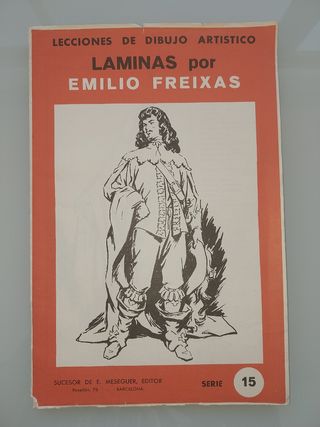 LECCIONES DE DIBUJO ARTISTICO
LAMINAS por
EMILIO FREIXAS
SUCESOR DE E. MESEGUER, EDITOR
BARCELONA
SERIE 15